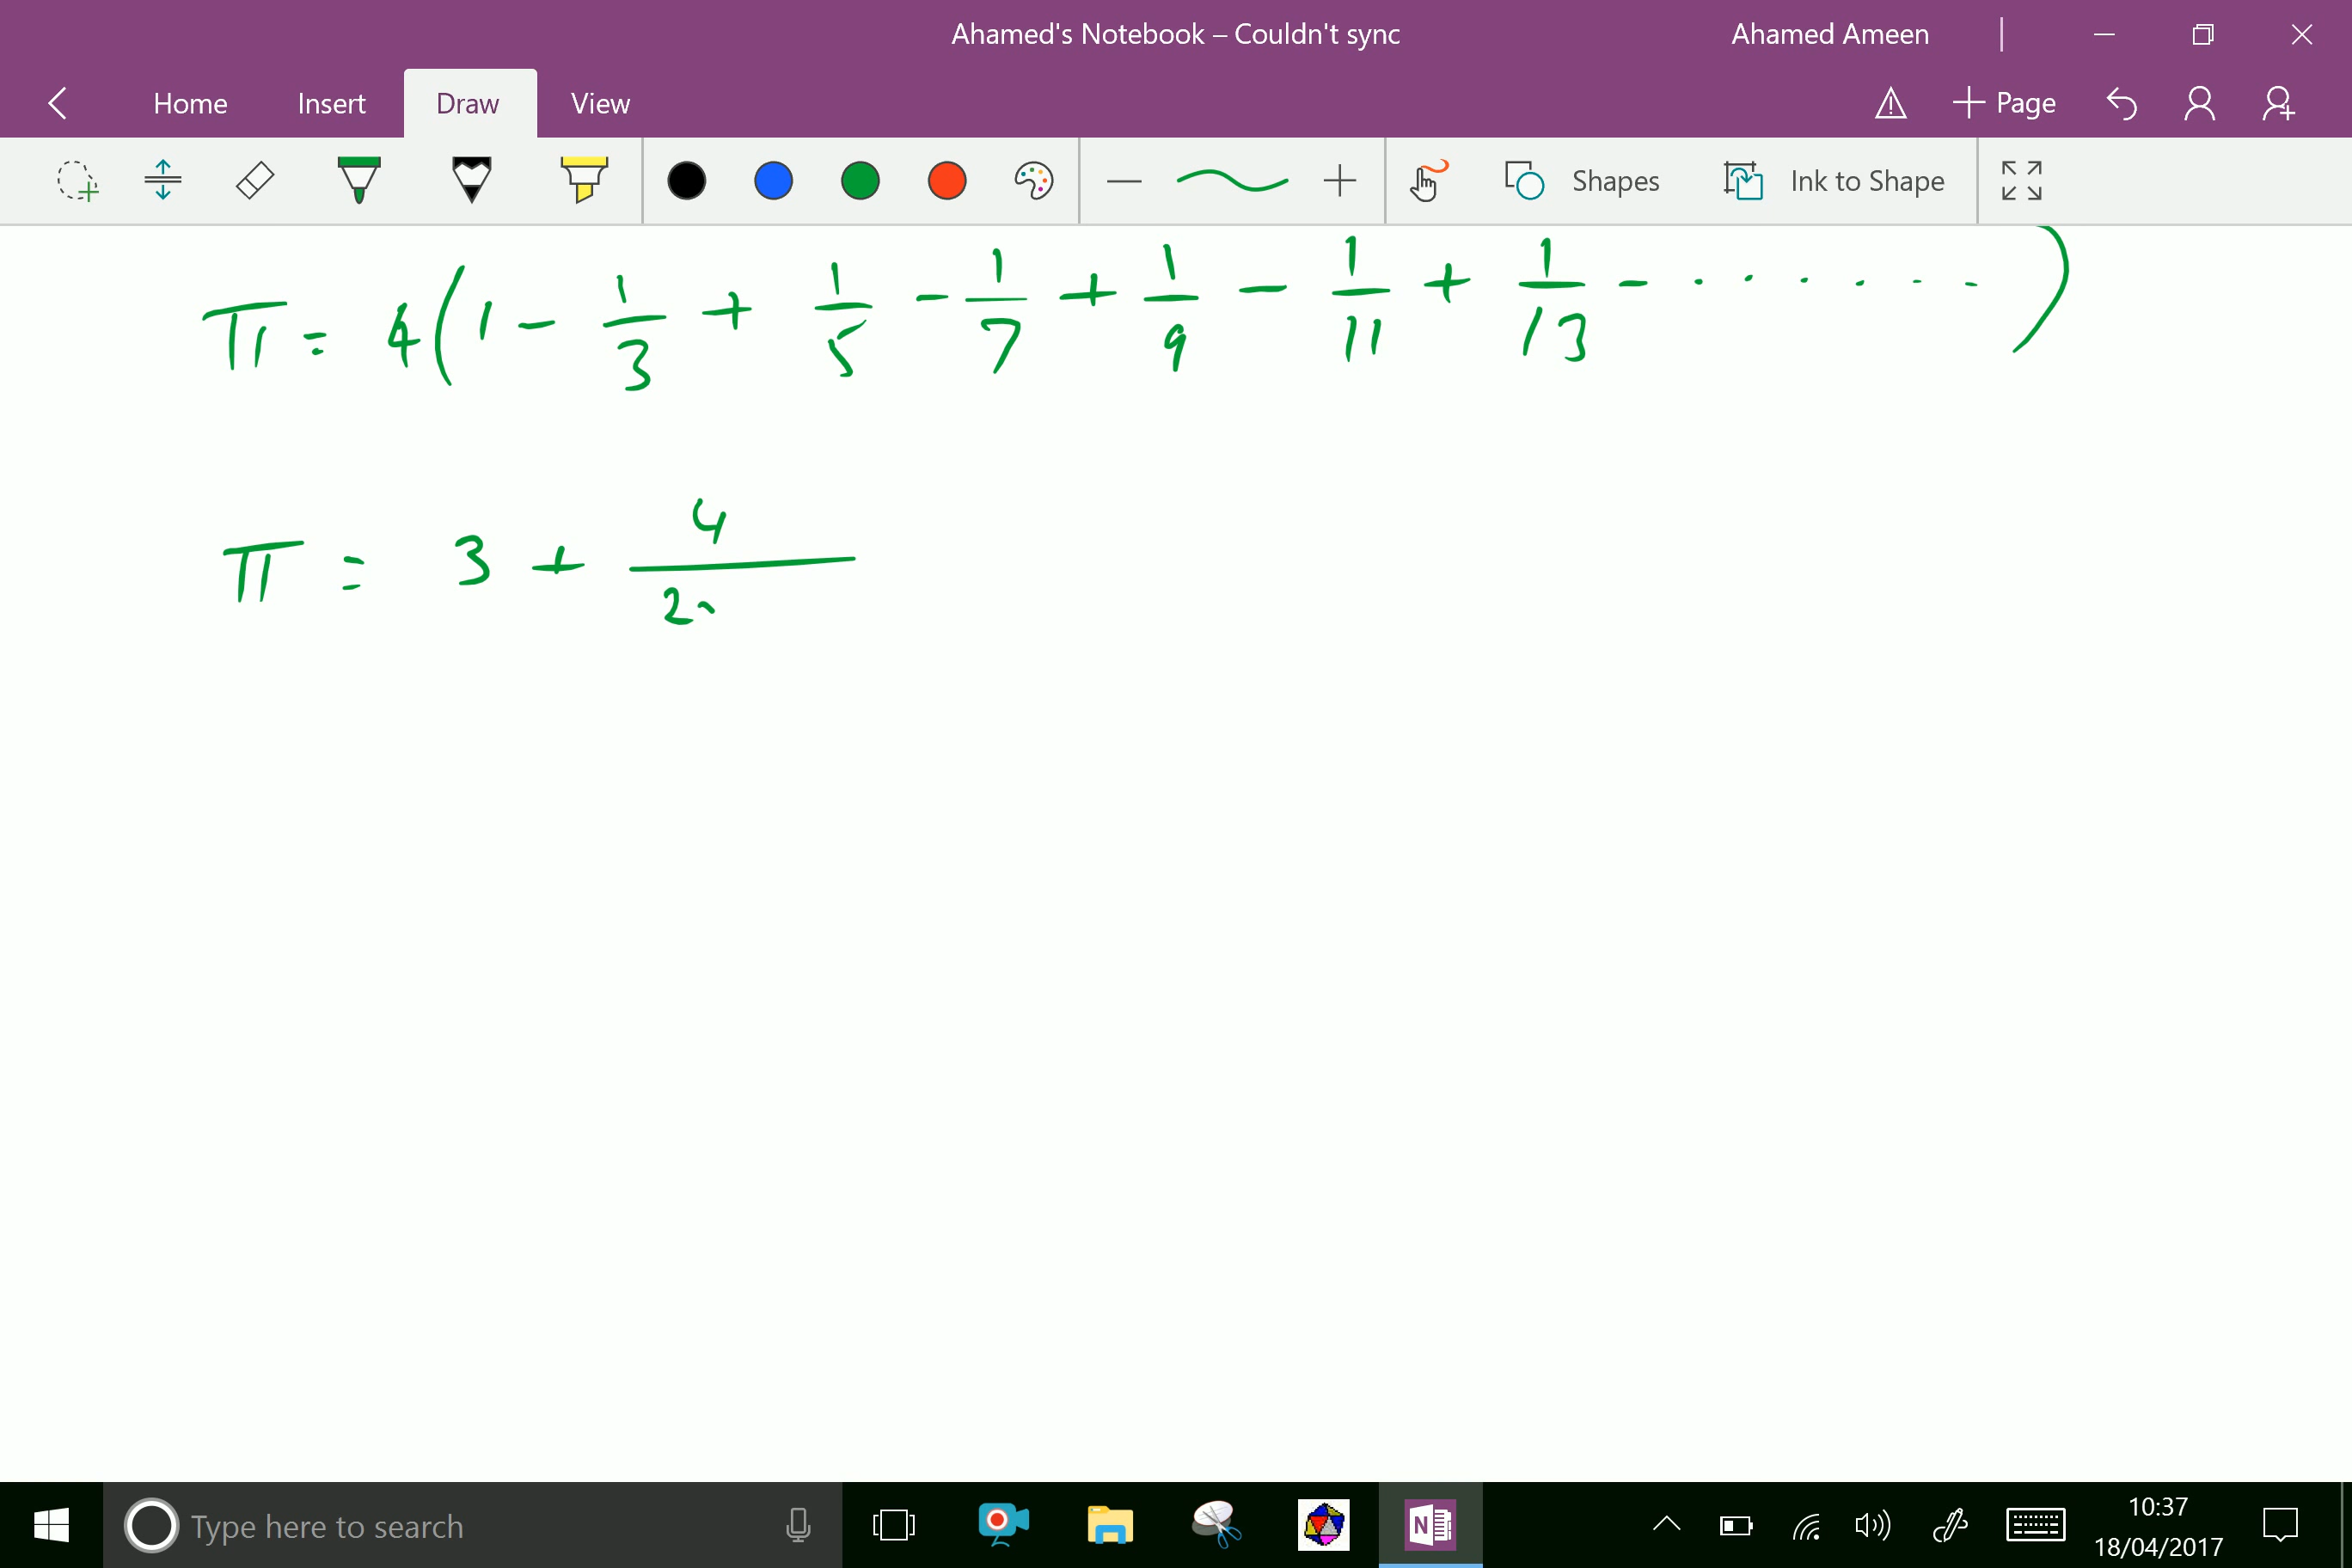 Ahamed's Notebook – Couldn't sync Ahamed Ameen
Home Insert Draw View Page
Shapes Ink to Shape
π = 4(1 - 1/3 + 1/5 - 1/7 + 1/9 - 1/11 + 1/13 - ......)
π = 3 + 4/2
Type here to search
N
10:37
18/04/2017